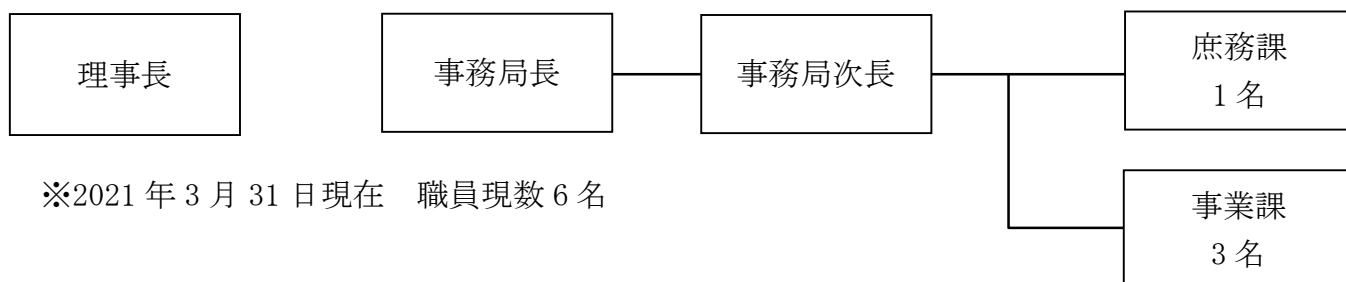 理事長
事務局長
事務局次長
庶務課
1名
※2021年3月31日現在　職員現数6名
事業課
3名